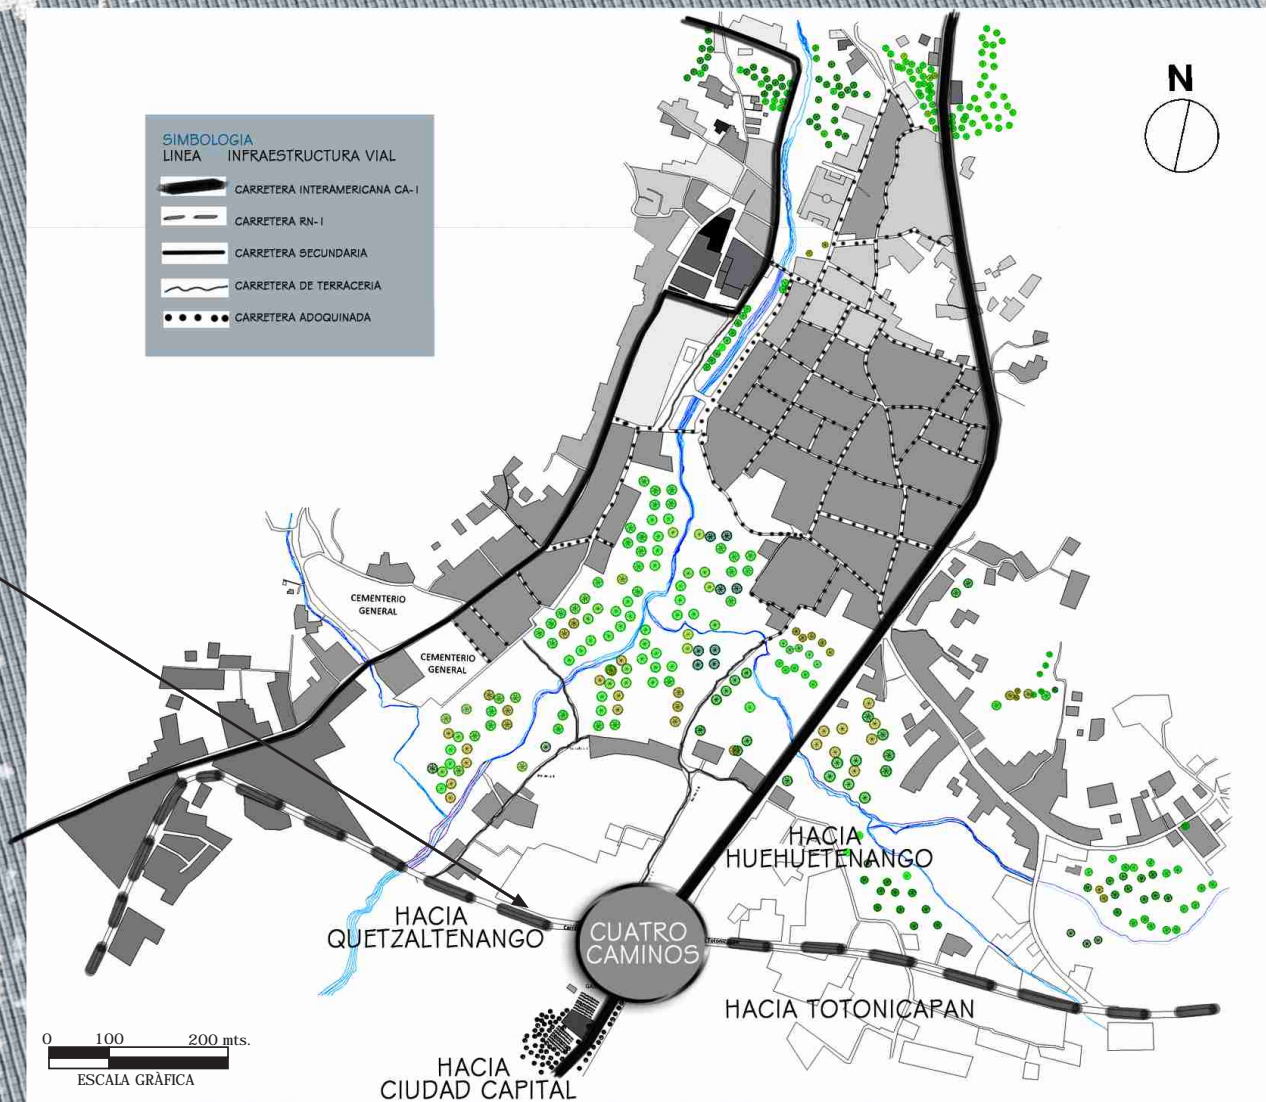 N
SIMBOLOGIA
LINEA INFRAESTRUCTURA VIAL
CARRETERA INTERAMERICANA CA-1
CARRETERA RN-1
CARRETERA SECUNDARIA
CARRETERA DE TERRACERIA
CARRETERA ADOQUINADA
CEMENTERIO
GENERAL
CEMENTERIO
GENERAL
HACIA
HUEHUETENANGO
HACIA
QUETZALTENANGO
CUATRO
CAMINOS
HACIA TOTONICAPAN
HACIA
CIUDAD CAPITAL
0 100 200 mts.
ESCALA GRÀFICA